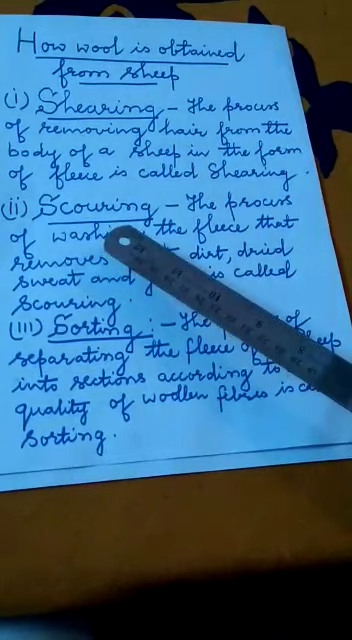 How wool is obtained
from sheep
(i) Shearing - The process
of removing hair from the
body of a sheep in the form
of fleece is called Shearing.
(ii) Scouring - The process
of washing the fleece that
removes dirt, dried
sweat and is called
Scouring.
(III) Sorting :- The of
separating the fleece of sheep
into sections according to
quality of woollen fibres is
Sorting.